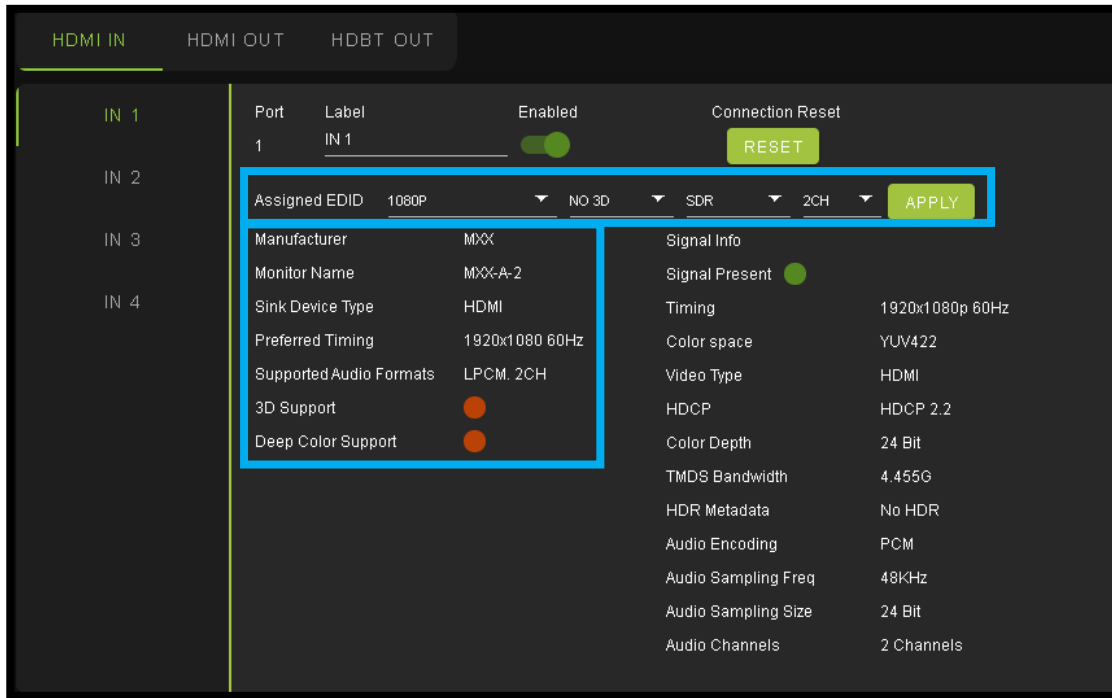 HDMI IN HDMI OUT HDBT OUT
IN 1
IN 2
IN 3
IN 4
Port Label Enabled Connection Reset
1 IN 1 RESET
Assigned EDID 1080P NO 3D SDR 2CH APPLY
Manufacturer MXX
Monitor Name MXX-A-2
Sink Device Type HDMI
Preferred Timing 1920x1080 60Hz
Supported Audio Formats LPCM. 2CH
3D Support
Deep Color Support
Signal Info
Signal Present
Timing 1920x1080p 60Hz
Color space YUV422
Video Type HDMI
HDCP HDCP 2.2
Color Depth 24 Bit
TMDS Bandwidth 4.455G
HDR Metadata No HDR
Audio Encoding PCM
Audio Sampling Freq 48KHz
Audio Sampling Size 24 Bit
Audio Channels 2 Channels